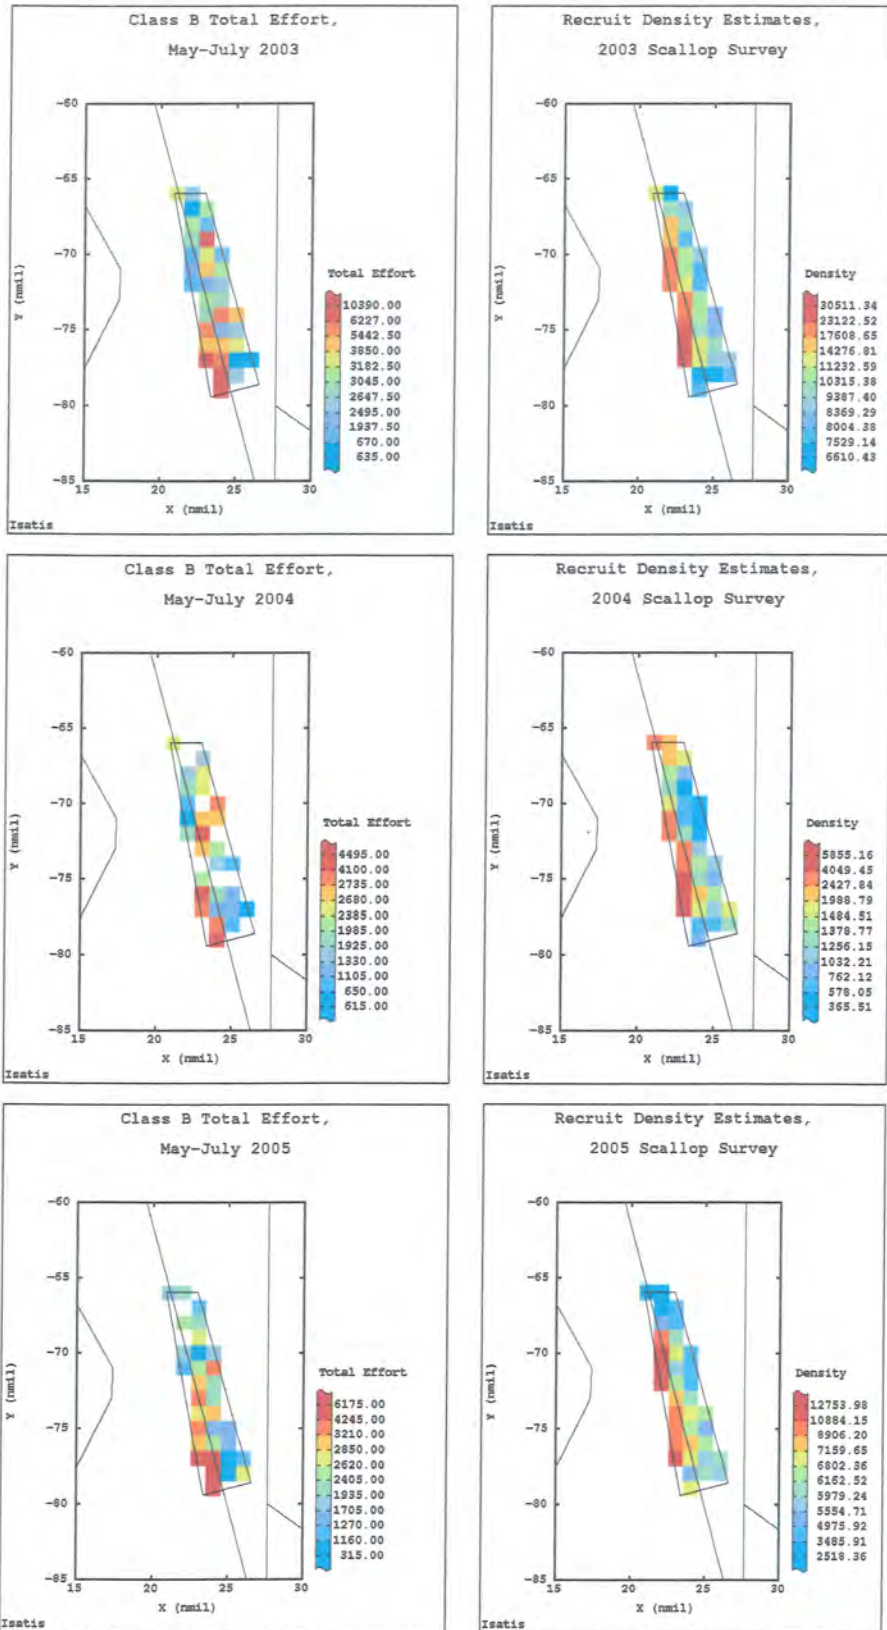 Class B Total Effort,
May-July 2003
-60
-65
-70
-75
-80
-85
Y (nmil)
15 20 25 30
X (nmil)
Total Effort
10390.00
6227.00
5442.50
3850.00
3182.50
3045.00
2647.50
2495.00
1937.50
670.00
635.00
Isatis
Recruit Density Estimates,
2003 Scallop Survey
-60
-65
-70
-75
-80
-85
Y (nmil)
15 20 25 30
X (nmil)
Density
30511.34
23122.52
17608.65
14276.81
11232.59
10315.38
9387.40
8369.29
8004.38
7529.14
6610.43
Isatis
Class B Total Effort,
May-July 2004
-60
-65
-70
-75
-80
-85
Y (nmil)
15 20 25 30
X (nmil)
Total Effort
4495.00
4100.00
2735.00
2680.00
2385.00
1985.00
1925.00
1330.00
1105.00
650.00
615.00
Isatis
Recruit Density Estimates,
2004 Scallop Survey
-60
-65
-70
-75
-80
-85
Y (nmil)
15 20 25 30
X (nmil)
Density
5855.16
4049.45
2427.84
1988.79
1484.51
1378.77
1256.15
1032.21
762.12
578.05
365.51
Isatis
Class B Total Effort,
May-July 2005
-60
-65
-70
-75
-80
-85
Y (nmil)
15 20 25 30
X (nmil)
Total Effort
6175.00
4245.00
3210.00
2850.00
2620.00
2405.00
1935.00
1705.00
1270.00
1160.00
315.00
Isatis
Recruit Density Estimates,
2005 Scallop Survey
-60
-65
-70
-75
-80
-85
Y (nmil)
15 20 25 30
X (nmil)
Density
12753.98
10884.15
8906.20
7159.65
6802.36
6162.52
5979.24
5554.71
4975.92
3485.91
2518.36
Isatis